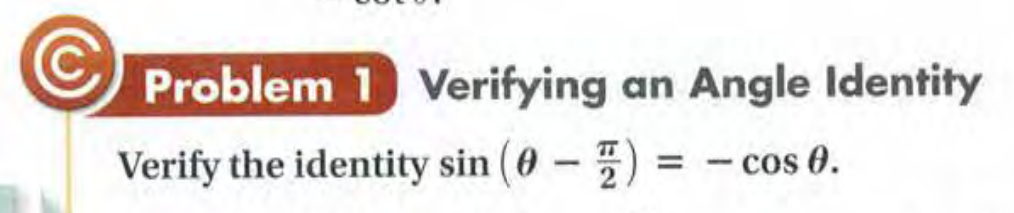 © Problem 1 Verifying an Angle Identity
Verify the identity sin (θ − π/2) = − cos θ.